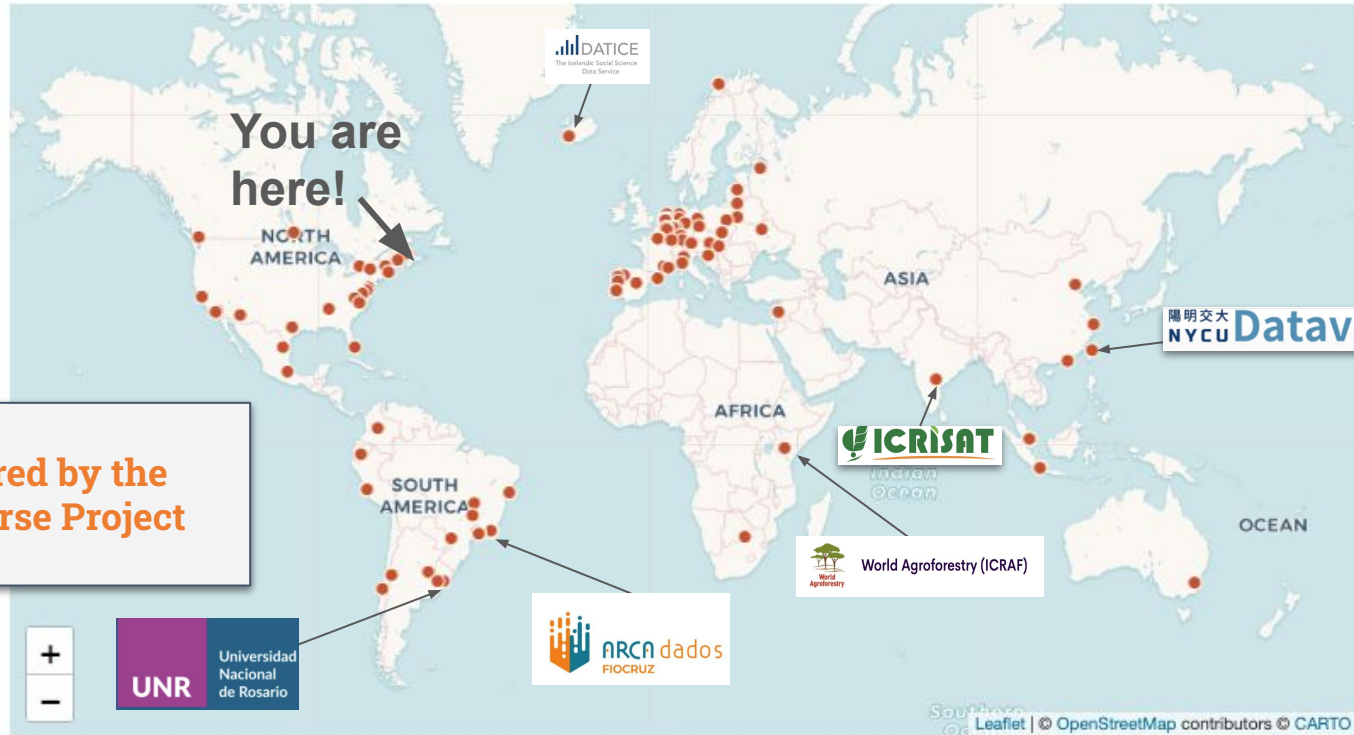 DATICE
The Icelandic Social Science
Data Service
You are
here!
NORTH
AMERICA
ASIA
陽明交大
NYCU Datav
AFRICA
ICRISAT
Indian
Ocean
red by the
rse Project
SOUTH
AMERICA
OCEAN
World
Agroforestry
World Agroforestry (ICRAF)
ARCA dados
FIOCRUZ
UNR
Universidad
Nacional
de Rosario
+
−
Southern
Leaflet | © OpenStreetMap contributors © CARTO